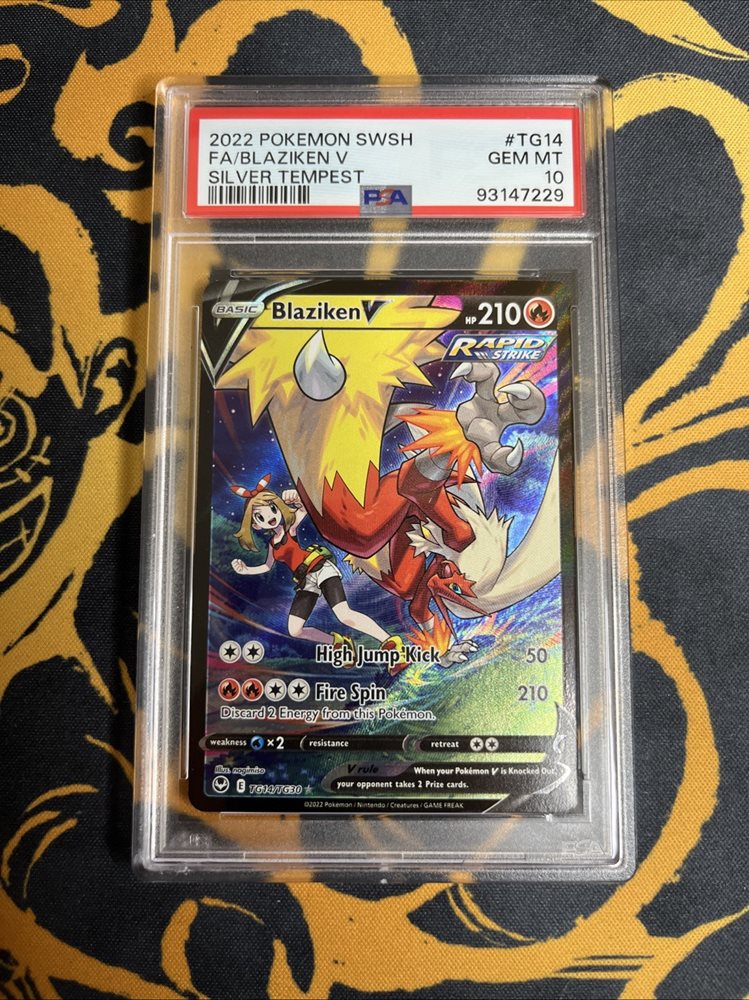 2022 POKEMON SWSH #TG14
FA/BLAZIKEN V GEM MT
SILVER TEMPEST 10
PSA 93147229
BASIC Blaziken V HP 210
RAPID
STRIKE
High Jump Kick 50
Fire Spin 210
Discard 2 Energy from this Pokémon.
weakness ×2 resistance retreat
Illus. nagimiso V rule When your Pokémon V is Knocked Out,
your opponent takes 2 Prize cards.
E TG14/TG30
©2022 Pokémon / Nintendo / Creatures / GAME FREAK
PSA